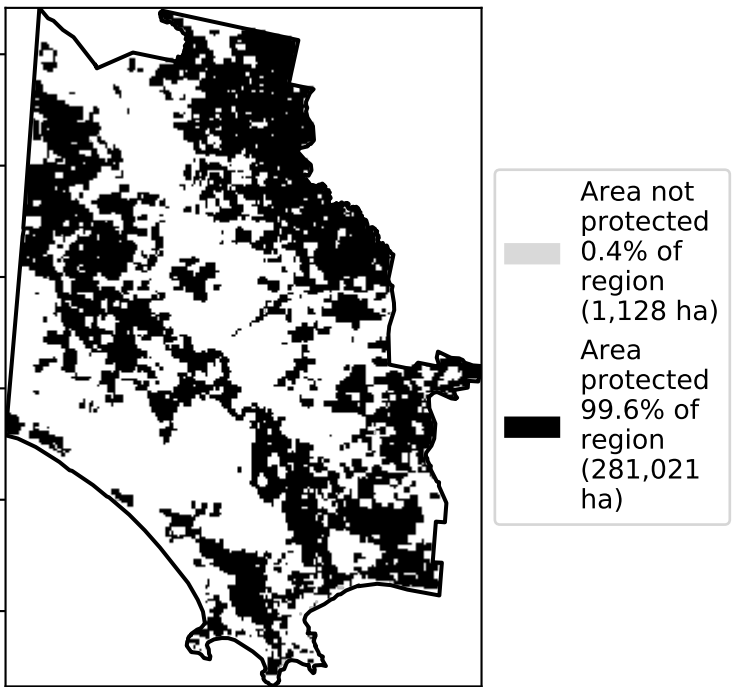 Area not
protected
0.4% of
region
(1,128 ha)
Area
protected
99.6% of
region
(281,021
ha)